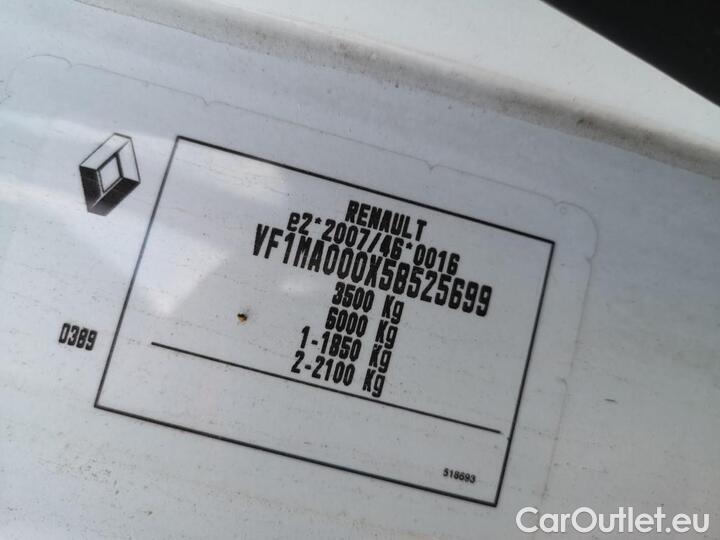 RENAULT
e2*2007/46*0016
VF1MA000X58525699
3500 Kg
6000 Kg
1-1850 Kg
2-2100 Kg
0389
518693
CarOutlet.eu